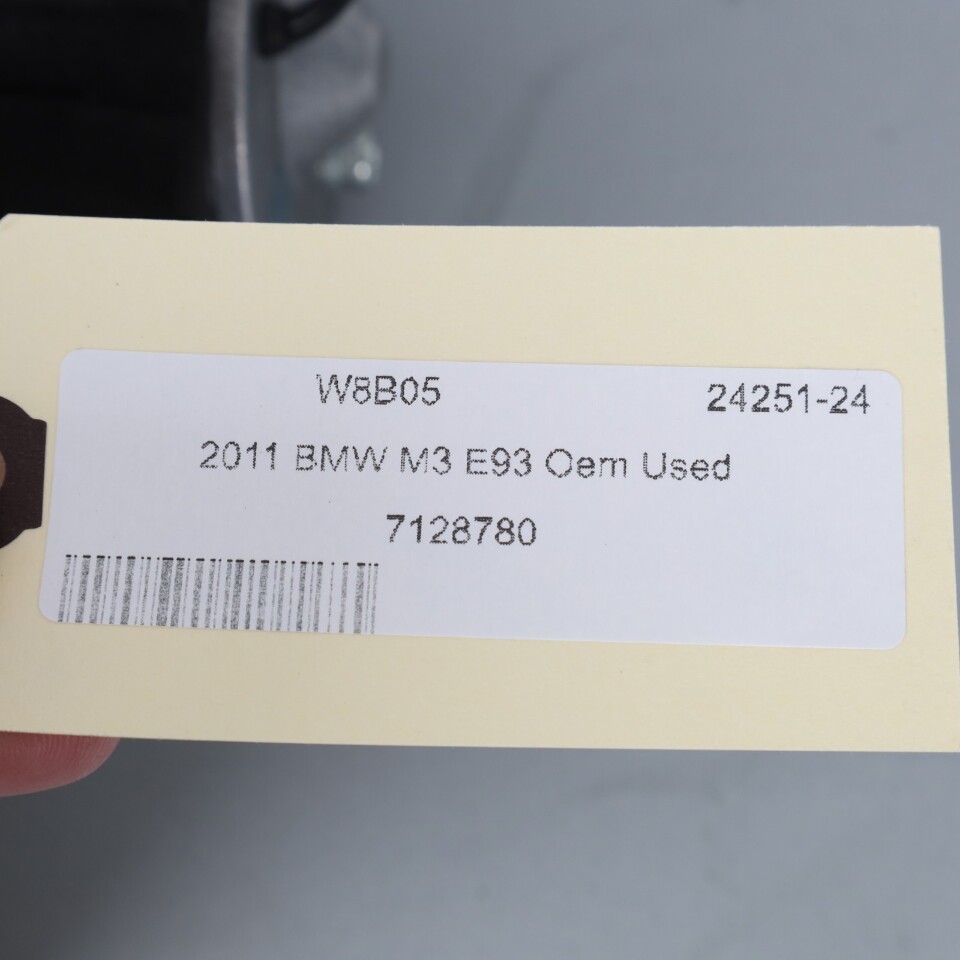 W8B05 24251-24
2011 BMW M3 E93 Oem Used
7128780